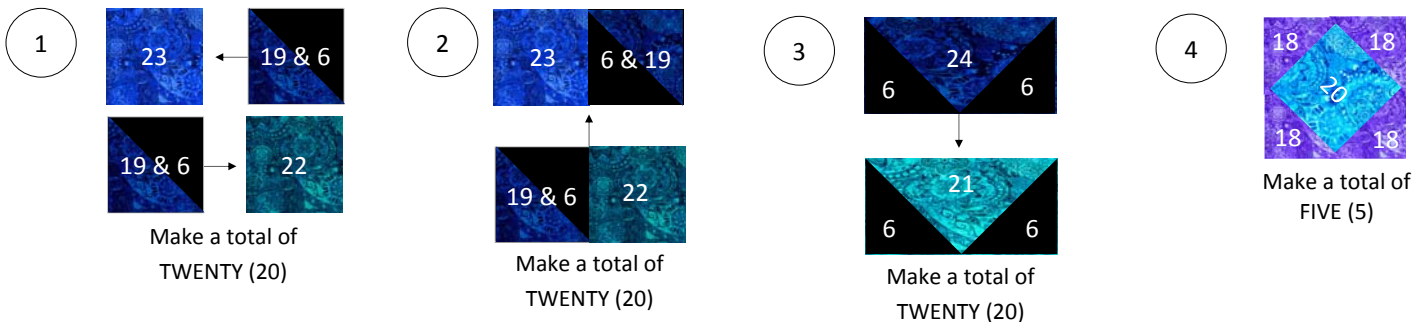 1
23
19 & 6
19 & 6
22
Make a total of
TWENTY (20)
2
23
6 & 19
19 & 6
22
Make a total of
TWENTY (20)
3
24
6
6
21
6
6
Make a total of
TWENTY (20)
4
18
18
20
18
18
Make a total of
FIVE (5)